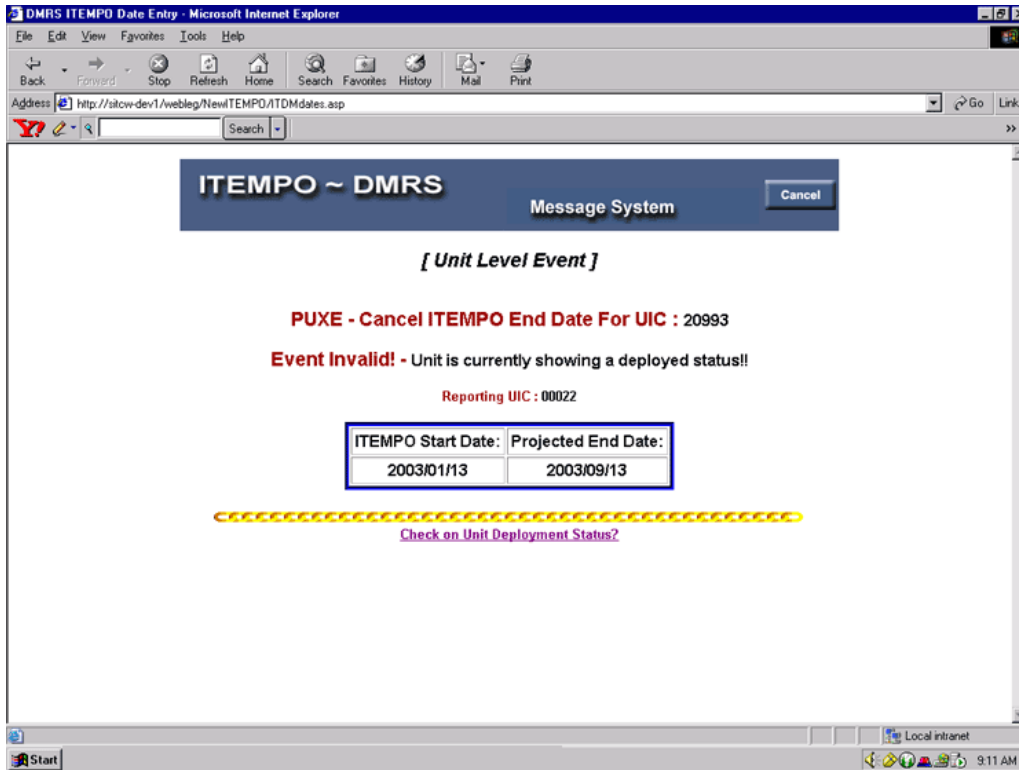 DMRS ITEMPO Date Entry - Microsoft Internet Explorer
File Edit View Favorites Tools Help
Back Forward Stop Refresh Home Search Favorites History Mail Print
Address http://sitcw-dev1/webleg/NewITEMPO/ITDMdates.asp Go Link
Y! Search »
ITEMPO ~ DMRS
Message System
Cancel
[ Unit Level Event ]
PUXE - Cancel ITEMPO End Date For UIC : 20993
Event Invalid! - Unit is currently showing a deployed status!!
Reporting UIC : 00022
ITEMPO Start Date: Projected End Date:
2003/01/13 2003/09/13
Check on Unit Deployment Status?
Local intranet
Start 9:11 AM